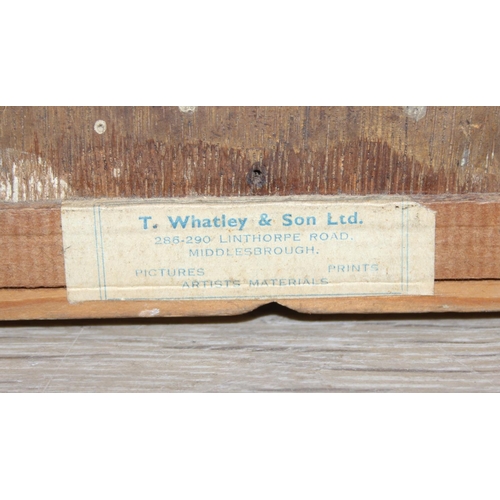 T. Whatley & Son Ltd.
286-290 LINTHORPE ROAD,
MIDDLESBROUGH.
PICTURES PRINTS
ARTISTS MATERIALS